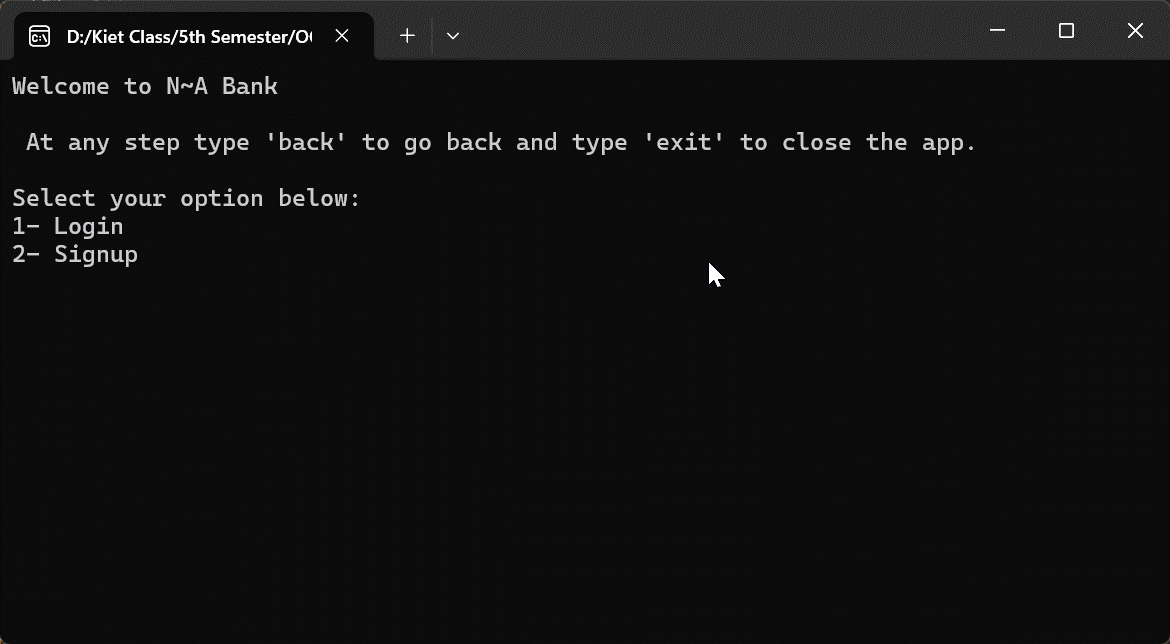 D:/Kiet Class/5th Semester/O
Welcome to N~A Bank
At any step type 'back' to go back and type 'exit' to close the app.
Select your option below:
1- Login
2- Signup